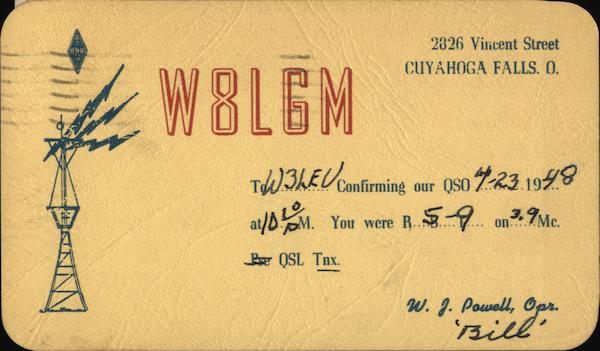 2826 Vincent Street
CUYAHOGA FALLS. O.
W8LGM
To W3LEV Confirming our QSO 4-23 1948
at 10 10 P M. You were R 5-9 on 3.9 Mc.
Pse QSL Tnx.
W. J. Powell, Opr.
'Bill'